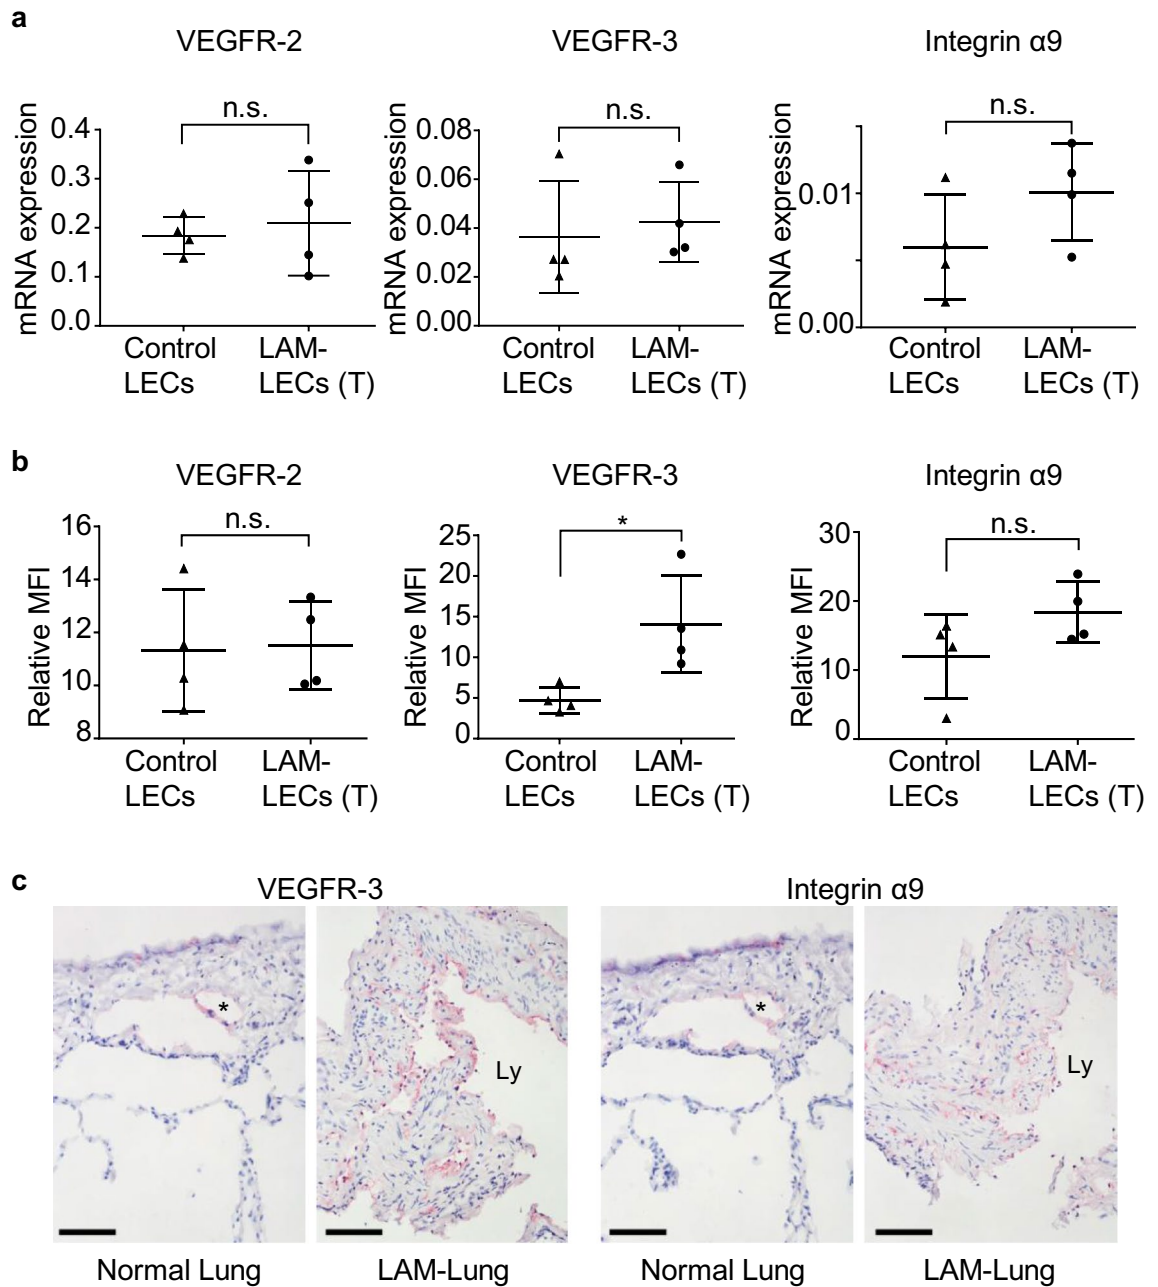 a
VEGFR-2
VEGFR-3
Integrin α9
mRNA expression
0.4
0.3
0.2
0.1
0.0
n.s.
Control
LECs
LAM-
LECs (T)
mRNA expression
0.08
0.06
0.04
0.02
0.00
n.s.
Control
LECs
LAM-
LECs (T)
mRNA expression
0.01
0.00
n.s.
Control
LECs
LAM-
LECs (T)
b
VEGFR-2
VEGFR-3
Integrin α9
Relative MFI
16
14
12
10
8
n.s.
Control
LECs
LAM-
LECs (T)
Relative MFI
25
20
15
10
5
0
*
Control
LECs
LAM-
LECs (T)
Relative MFI
30
20
10
0
n.s.
Control
LECs
LAM-
LECs (T)
c
VEGFR-3
Integrin α9
*
Ly
*
Ly
Normal Lung
LAM-Lung
Normal Lung
LAM-Lung